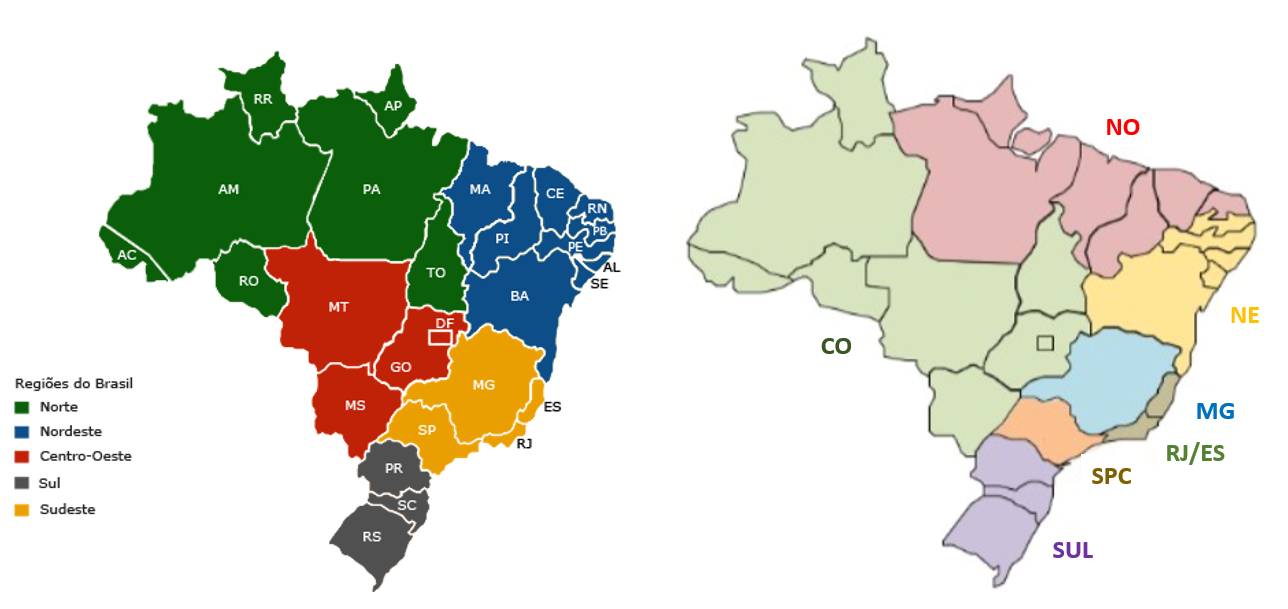 RR
AP
AM
PA
MA
CE
RN
PB
PI
PE
AC
TO
AL
SE
RO
BA
MT
DF
GO
MG
MS
ES
SP
RJ
PR
SC
RS
Regiões do Brasil
Norte
Nordeste
Centro-Oeste
Sul
Sudeste
NO
NE
CO
MG
RJ/ES
SPC
SUL